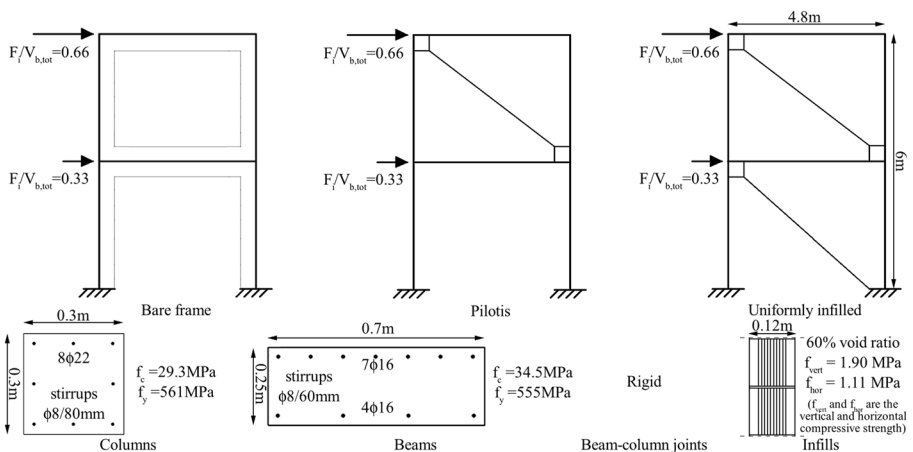 F_i/V_b,tot=0.66
F_i/V_b,tot=0.66
4.8m
F_i/V_b,tot=0.66
F_i/V_b,tot=0.33
F_i/V_b,tot=0.33
F_i/V_b,tot=0.33
6m
Bare frame
Pilotis
Uniformly infilled
0.3m
0.3m
8ϕ22
stirrups
ϕ8/80mm
f_c=29.3MPa
f_y=561MPa
Columns
0.7m
0.25m
stirrups
ϕ8/60mm
7ϕ16
4ϕ16
f_c=34.5MPa
f_y=555MPa
Beams
Rigid
Beam-column joints
0.12m
60% void ratio
f_vert = 1.90 MPa
f_hor = 1.11 MPa
(f_vert and f_hor are the
vertical and horizontal
compressive strength)
Infills